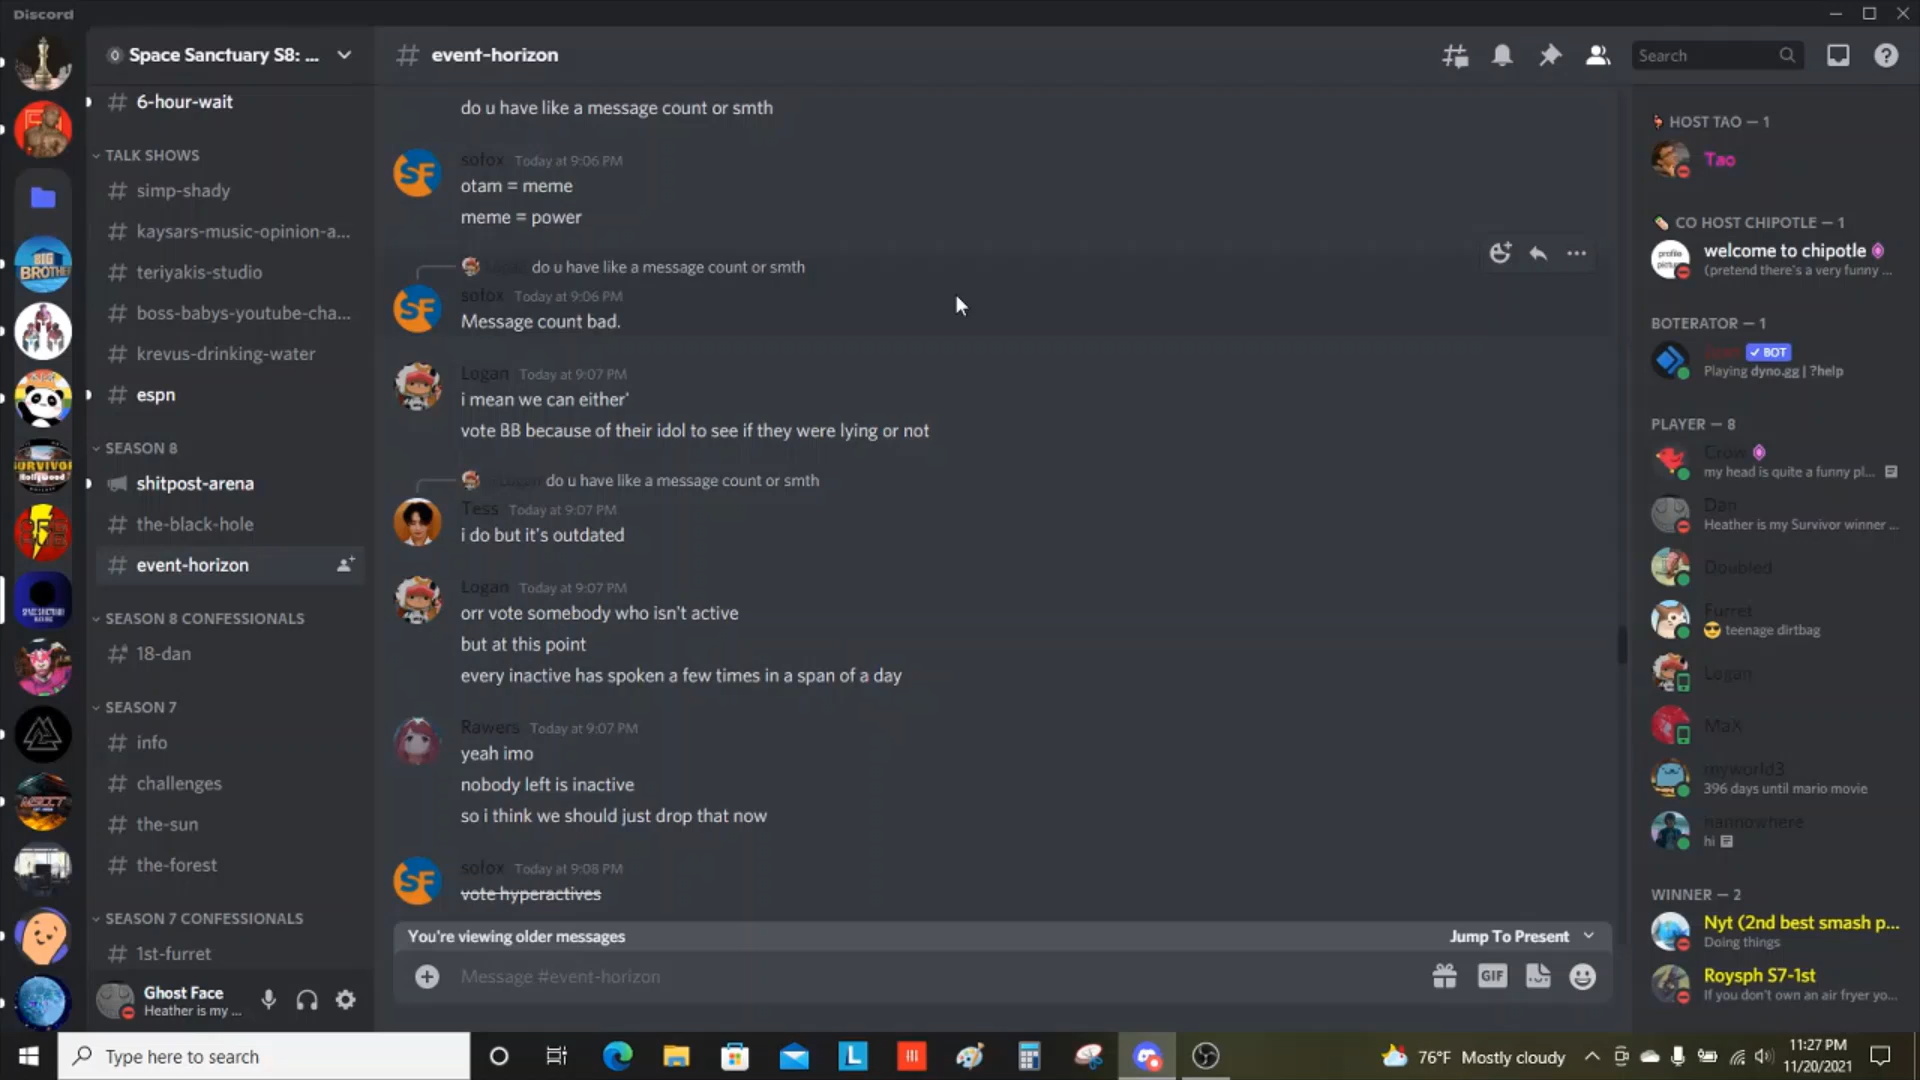 Discord
Space Sanctuary S8: ...
event-horizon
Search
6-hour-wait
TALK SHOWS
simp-shady
kaysars-music-opinion-a...
teriyakis-studio
boss-babys-youtube-cha...
krevus-drinking-water
espn
SEASON 8
shitpost-arena
the-black-hole
event-horizon
SEASON 8 CONFESSIONALS
18-dan
SEASON 7
info
challenges
the-sun
the-forest
SEASON 7 CONFESSIONALS
1st-furret
Ghost Face
Heather is my ...
do u have like a message count or smth
sofox Today at 9:06 PM
otam = meme
meme = power
Logan do u have like a message count or smth
sofox Today at 9:06 PM
Message count bad.
Logan Today at 9:07 PM
i mean we can either'
vote BB because of their idol to see if they were lying or not
Logan do u have like a message count or smth
Tess Today at 9:07 PM
i do but it's outdated
Logan Today at 9:07 PM
orr vote somebody who isn't active
but at this point
every inactive has spoken a few times in a span of a day
Rawers Today at 9:07 PM
yeah imo
nobody left is inactive
so i think we should just drop that now
sofox Today at 9:08 PM
vote hyperactives
You're viewing older messages
Jump To Present
Message #event-horizon
GIF
HOST TAO — 1
Tao
CO HOST CHIPOTLE — 1
welcome to chipotle
(pretend there's a very funny ...
BOTERATOR — 1
BOT
Playing dyno.gg | ?help
PLAYER — 8
Crow
my head is quite a funny pl...
Dan
Heather is my Survivor winner ...
Doubled
Furret
teenage dirtbag
Logan
MaX
myworld3
396 days until mario movie
nannowhere
hi
WINNER — 2
Nyt (2nd best smash p...
Doing things
Roysph S7-1st
If you don't own an air fryer yo...
Type here to search
76°F Mostly cloudy
11:27 PM
11/20/2021